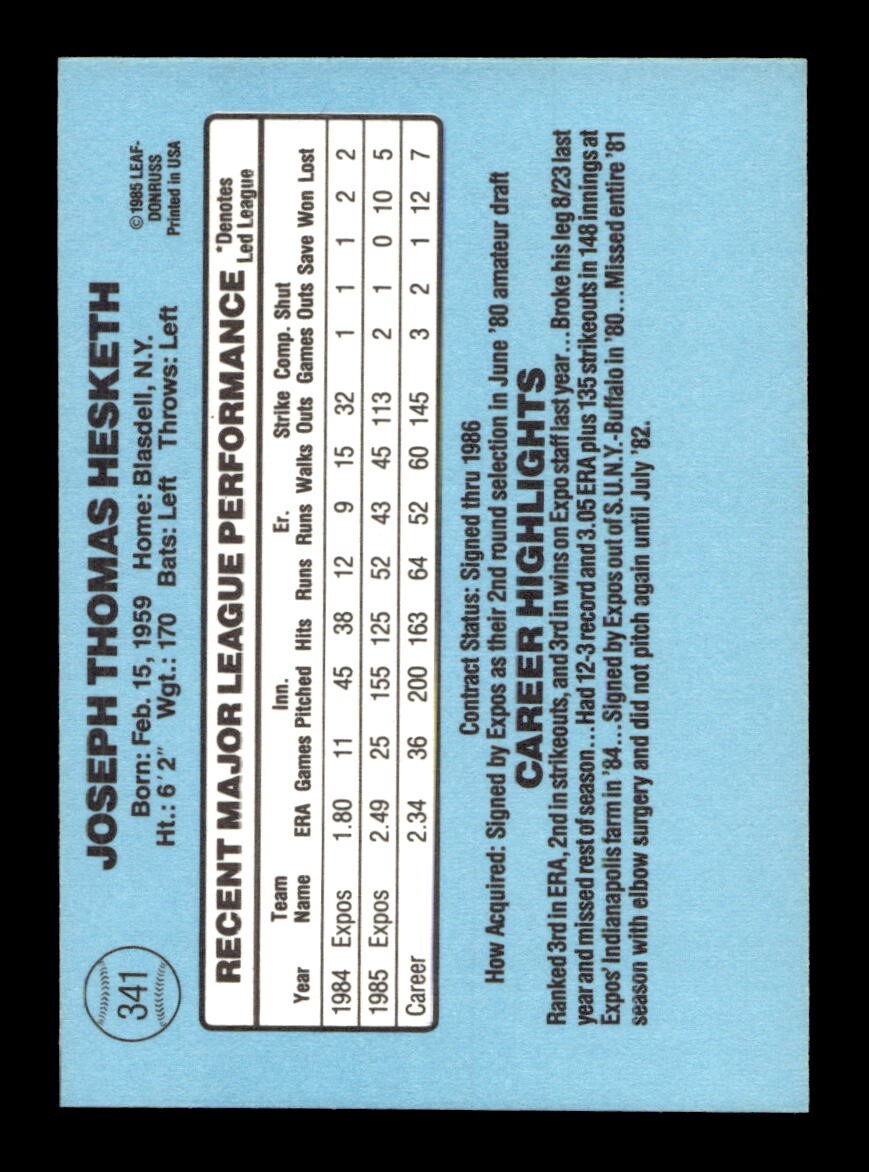 341
JOSEPH THOMAS HESKETH
Born: Feb. 15, 1959 Home: Blasdell, N.Y.
Ht.: 6'2" Wgt.: 170 Bats: Left Throws: Left
©1985 LEAF-
DONRUSS
Printed in USA
RECENT MAJOR LEAGUE PERFORMANCE
*Denotes
Led League
Team Inn. Er. Strike Comp. Shut
Year Name ERA Games Pitched Hits Runs Runs Walks Outs Games Outs Save Won Lost
1984 Expos 1.80 11 45 38 12 9 15 32 1 1 1 2 2
1985 Expos 2.49 25 155 125 52 43 45 113 2 1 0 10 5
Career 2.34 36 200 163 64 52 60 145 3 2 1 12 7
Contract Status: Signed thru 1986
How Acquired: Signed by Expos as their 2nd round selection in June '80 amateur draft
CAREER HIGHLIGHTS
Ranked 3rd in ERA, 2nd in strikeouts, and 3rd in wins on Expo staff last year...Broke his leg 8/23 last
year and missed rest of season...Had 12-3 record and 3.05 ERA plus 135 strikeouts in 148 innings at
Expos' Indianapolis farm in '84...Signed by Expos out of S.U.N.Y.-Buffalo in '80...Missed entire '81
season with elbow surgery and did not pitch again until July '82.